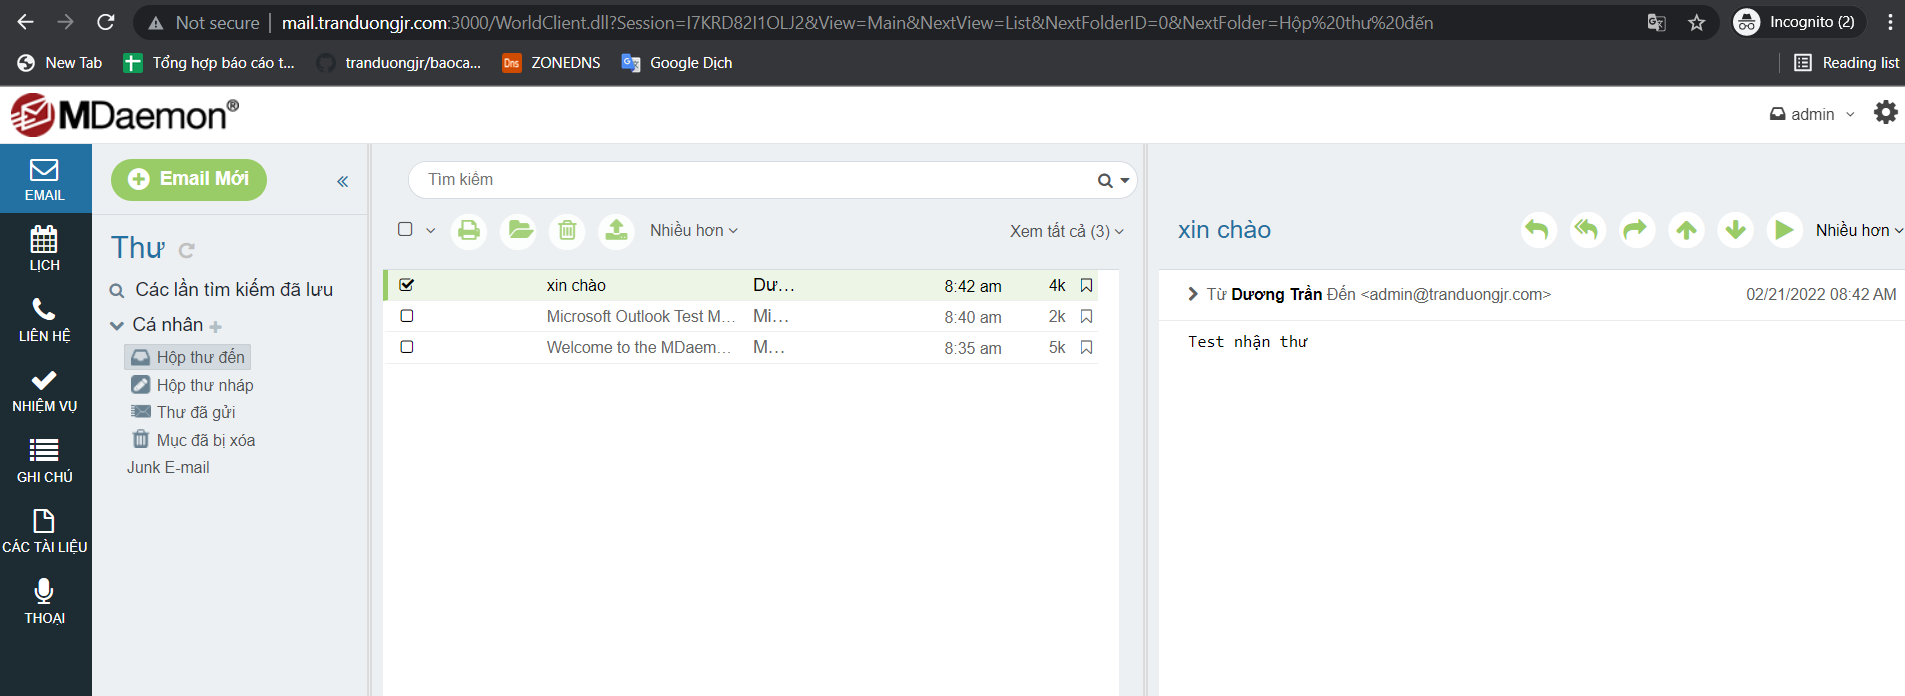 Not secure mail.tranduongjr.com:3000/WorldClient.dll?Session=I7KRD82I1OLJ2&View=Main&NextView=List&NextFolderID=0&NextFolder=Hộp%20thư%20đến Incognito (2)
New Tab Tổng hợp báo cáo t... tranduongjr/baoca... Dns ZONEDNS Google Dịch Reading list
MDaemon® admin
EMAIL
LỊCH
LIÊN HỆ
NHIỆM VỤ
GHI CHÚ
CÁC TÀI LIỆU
THOẠI
Email Mới
Thư
Các lần tìm kiếm đã lưu
Cá nhân
Hộp thư đến
Hộp thư nháp
Thư đã gửi
Mục đã bị xóa
Junk E-mail
Tìm kiếm
Nhiều hơn Xem tất cả (3)
xin chào Dư... 8:42 am 4k
Microsoft Outlook Test M... Mi... 8:40 am 2k
Welcome to the MDaem... M... 8:35 am 5k
xin chào Nhiều hơn
Từ Dương Trần Đến <admin@tranduongjr.com> 02/21/2022 08:42 AM
Test nhận thư